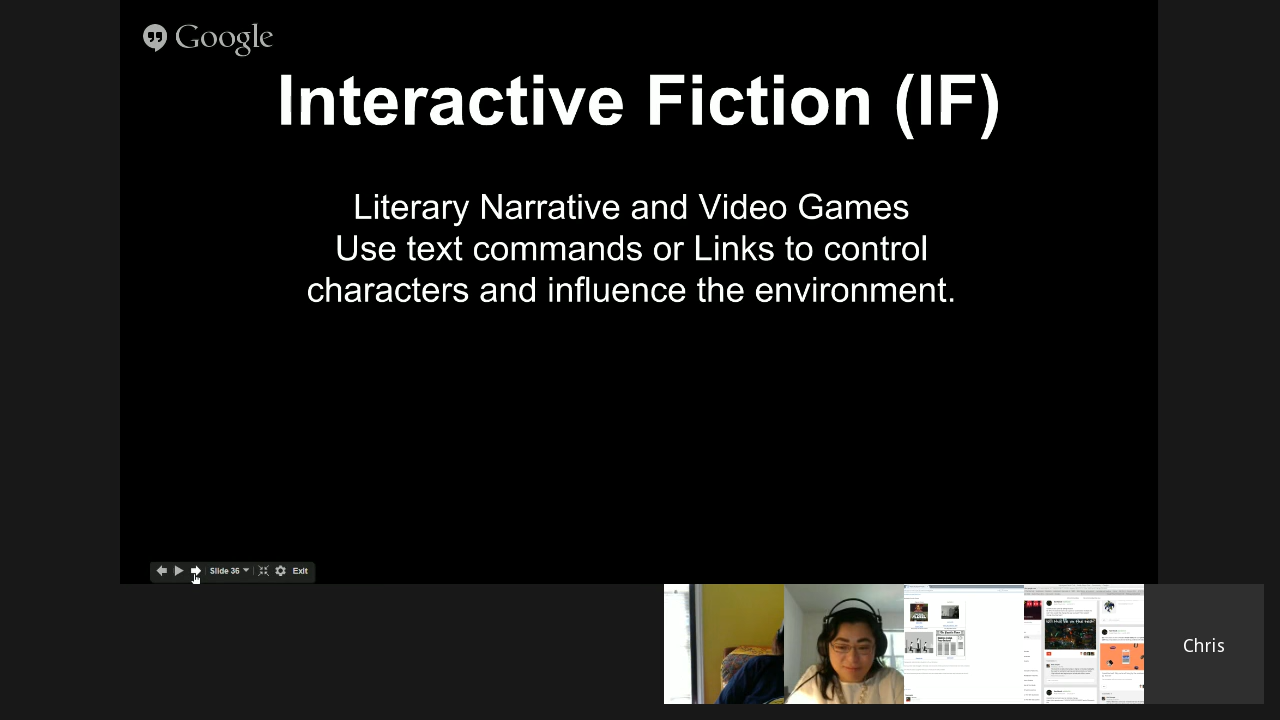 Google
Interactive Fiction (IF)
Literary Narrative and Video Games
Use text commands or Links to control
characters and influence the environment.
Slide 36
Exit
Chris